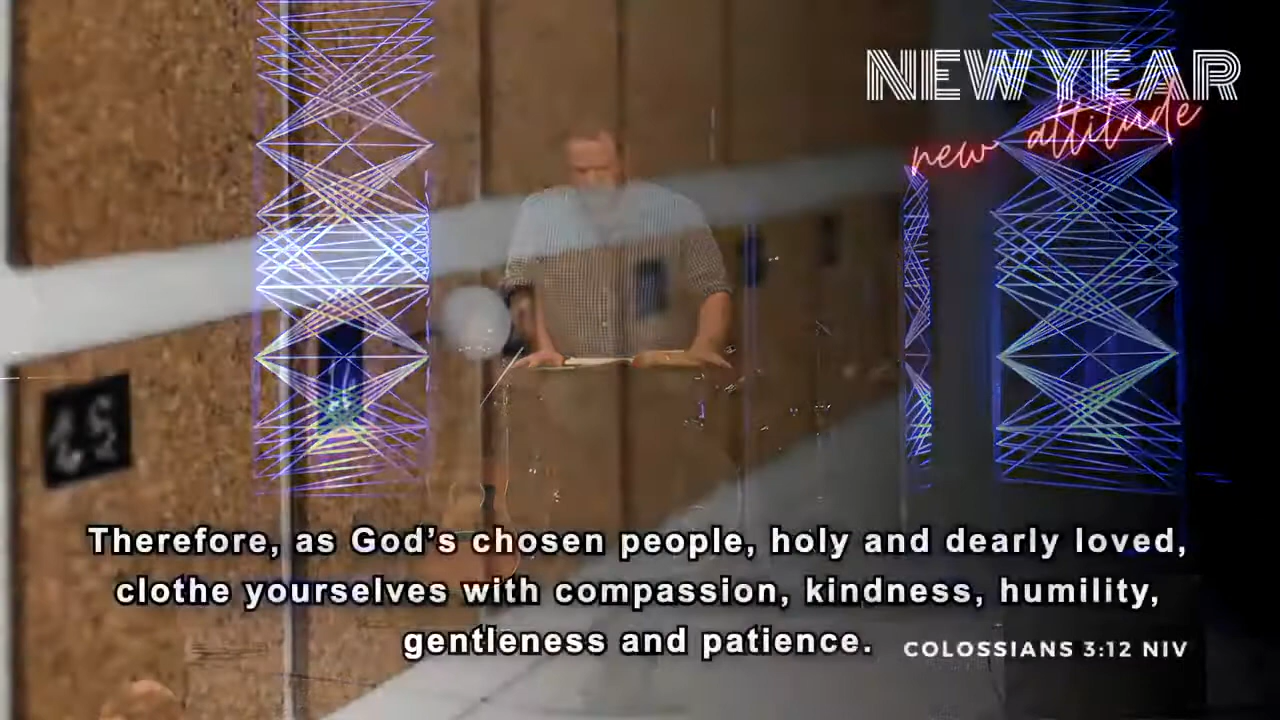 NEW YEAR
new attitude
Therefore, as God’s chosen people, holy and dearly loved,
clothe yourselves with compassion, kindness, humility,
gentleness and patience.
COLOSSIANS 3:12 NIV